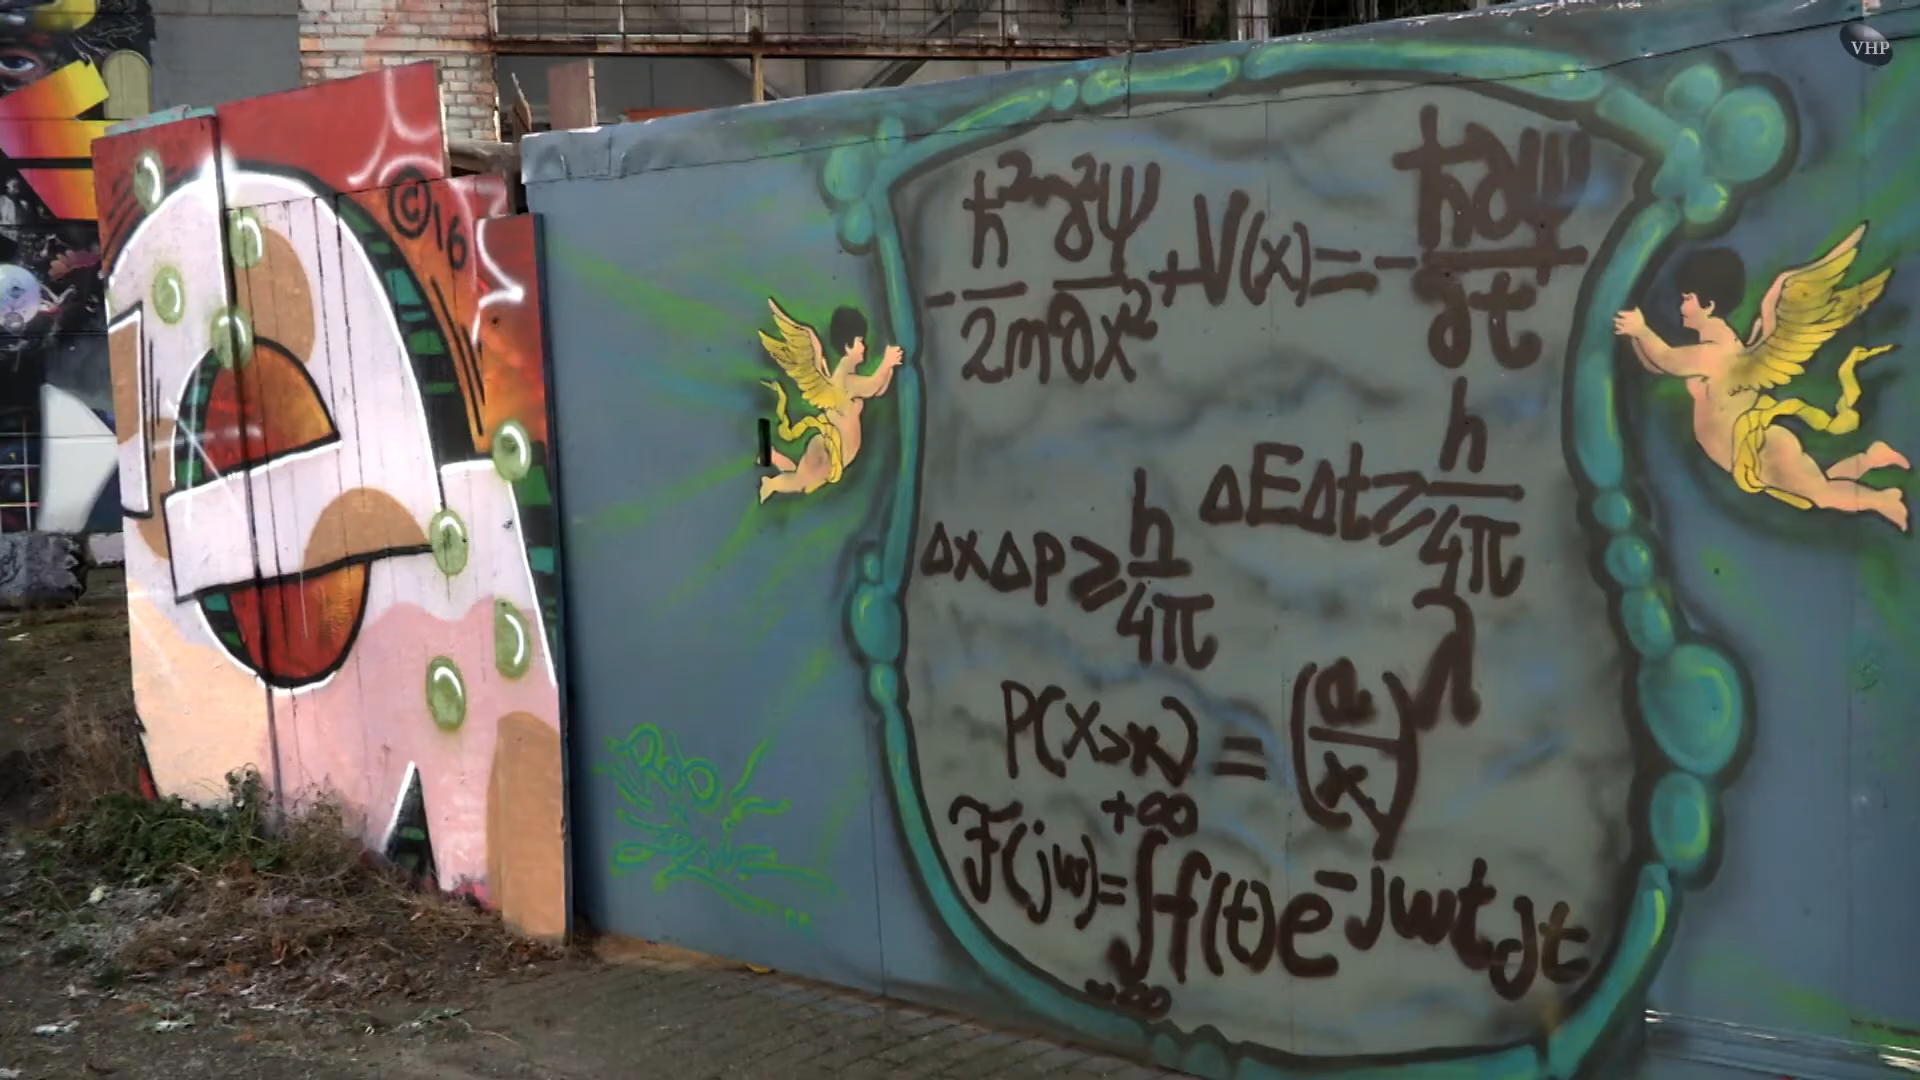 VHP
©16
-ħ²/2m ∂²ψ/∂x² + V(x) = - ħ∂ψ/∂t
ΔEΔt ⩾ h/4π
ΔxΔp ⩾ h/4π
P(X>x) = (a/x)^λ
F(jω) = ∫_{-∞}^{+∞} f(t)e^{-jωt}dt